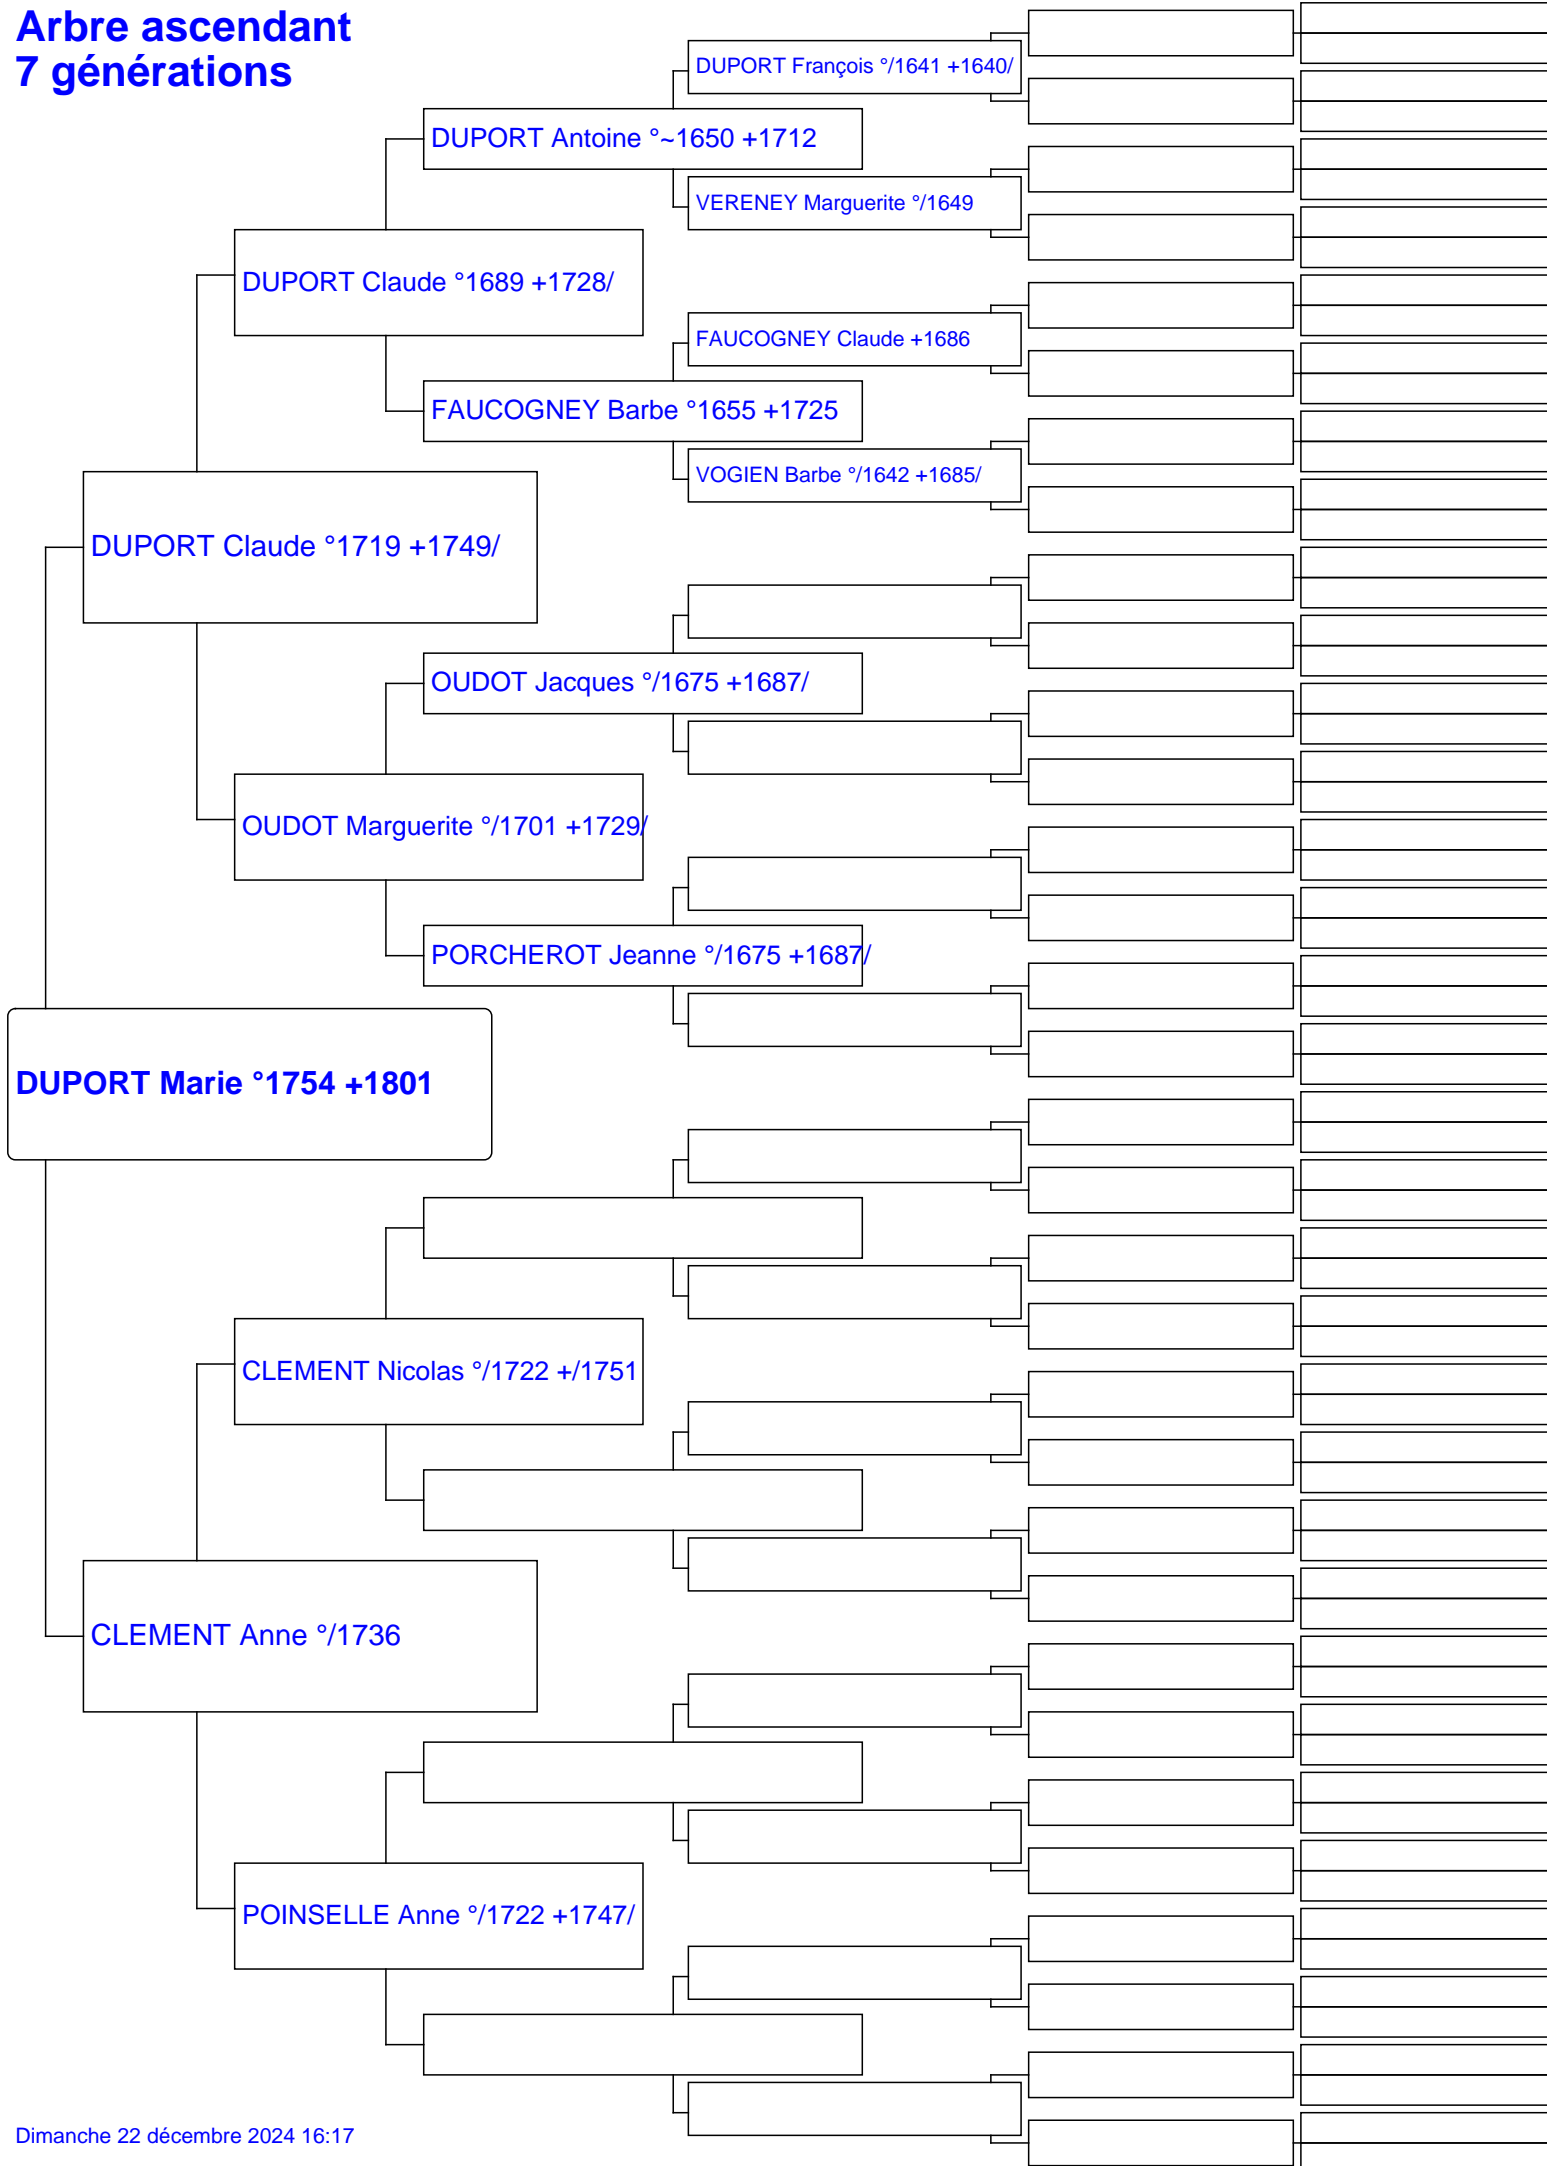 Arbre ascendant
7 générations
DUPORT François °/1641 +1640/
DUPORT Antoine °~1650 +1712
VERENEY Marguerite °/1649
DUPORT Claude °1689 +1728/
FAUCOGNEY Claude +1686
FAUCOGNEY Barbe °1655 +1725
VOGIEN Barbe °/1642 +1685/
DUPORT Claude °1719 +1749/
OUDOT Jacques °/1675 +1687/
OUDOT Marguerite °/1701 +1729/
PORCHEROT Jeanne °/1675 +1687/
DUPORT Marie °1754 +1801
CLEMENT Nicolas °/1722 +/1751
CLEMENT Anne °/1736
POINSELLE Anne °/1722 +1747/
Dimanche 22 décembre 2024 16:17